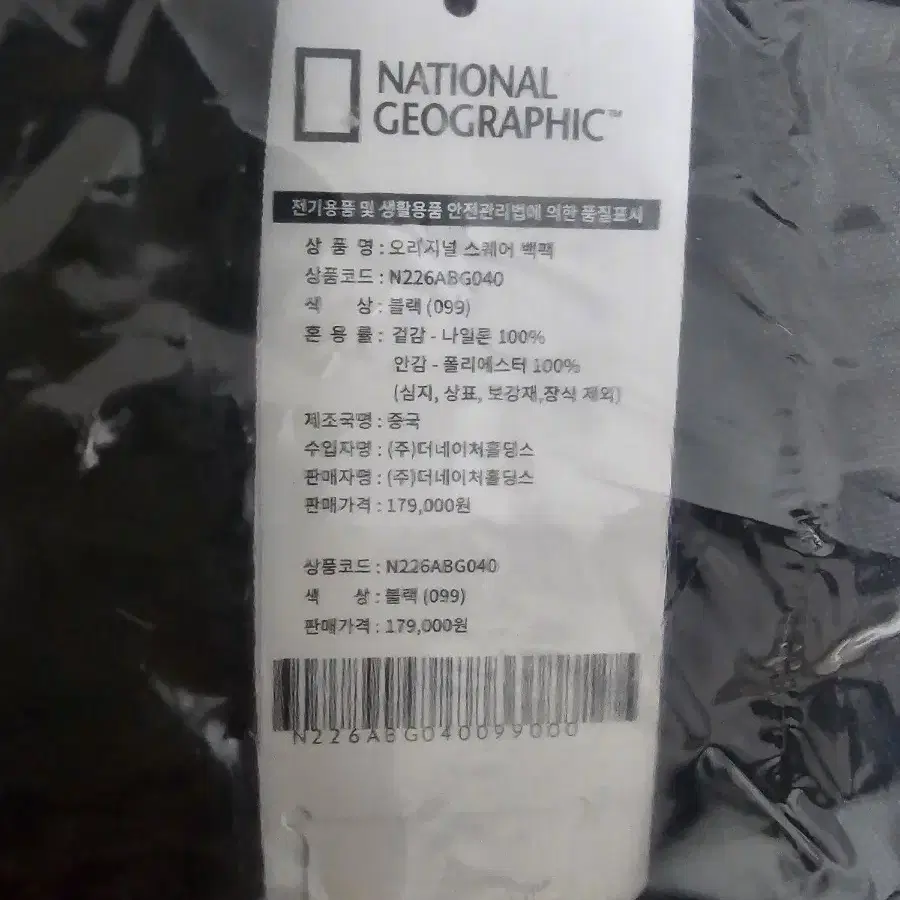 NATIONAL
GEOGRAPHIC™
전기용품 및 생활용품 안전관리법에 의한 품질표시
상 품 명 : 오리지널 스퀘어 백팩
상품코드 : N226ABG040
색 상 : 블랙 (099)
혼 용 률 : 겉감 - 나일론 100%
안감 - 폴리에스터 100%
(심지, 상표, 보강재,장식 제외)
제조국명 : 중국
수입자명 : (주)더네이처홀딩스
판매자명 : (주)더네이처홀딩스
판매가격 : 179,000원
상품코드 : N226ABG040
색 상 : 블랙 (099)
판매가격 : 179,000원
N226ABG040099000